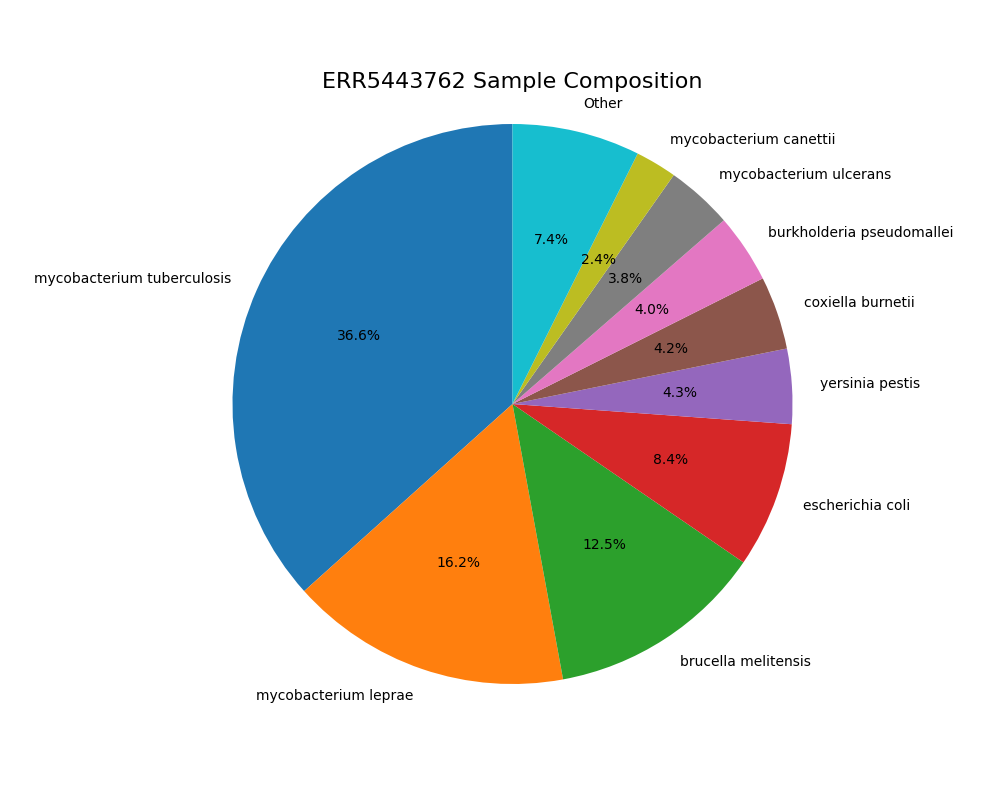 ERR5443762 Sample Composition
Other
mycobacterium canettii
mycobacterium ulcerans
burkholderia pseudomallei
coxiella burnetii
yersinia pestis
escherichia coli
brucella melitensis
mycobacterium leprae
mycobacterium tuberculosis
7.4%
2.4%
3.8%
4.0%
4.2%
4.3%
8.4%
12.5%
16.2%
36.6%